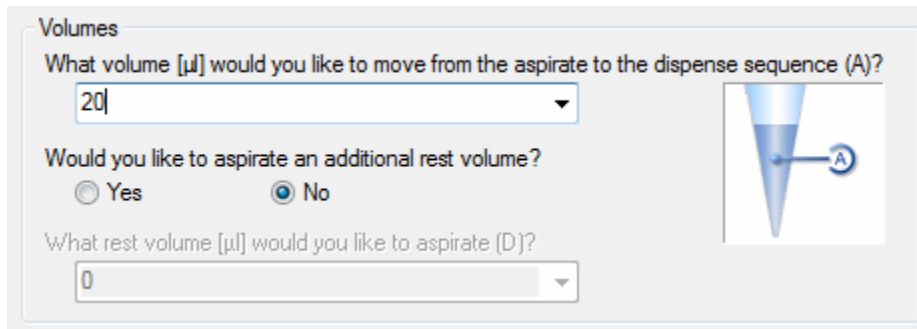 Volumes
What volume [µl] would you like to move from the aspirate to the dispense sequence (A)?
20
A
Would you like to aspirate an additional rest volume?
Yes No
What rest volume [µl] would you like to aspirate (D)?
0